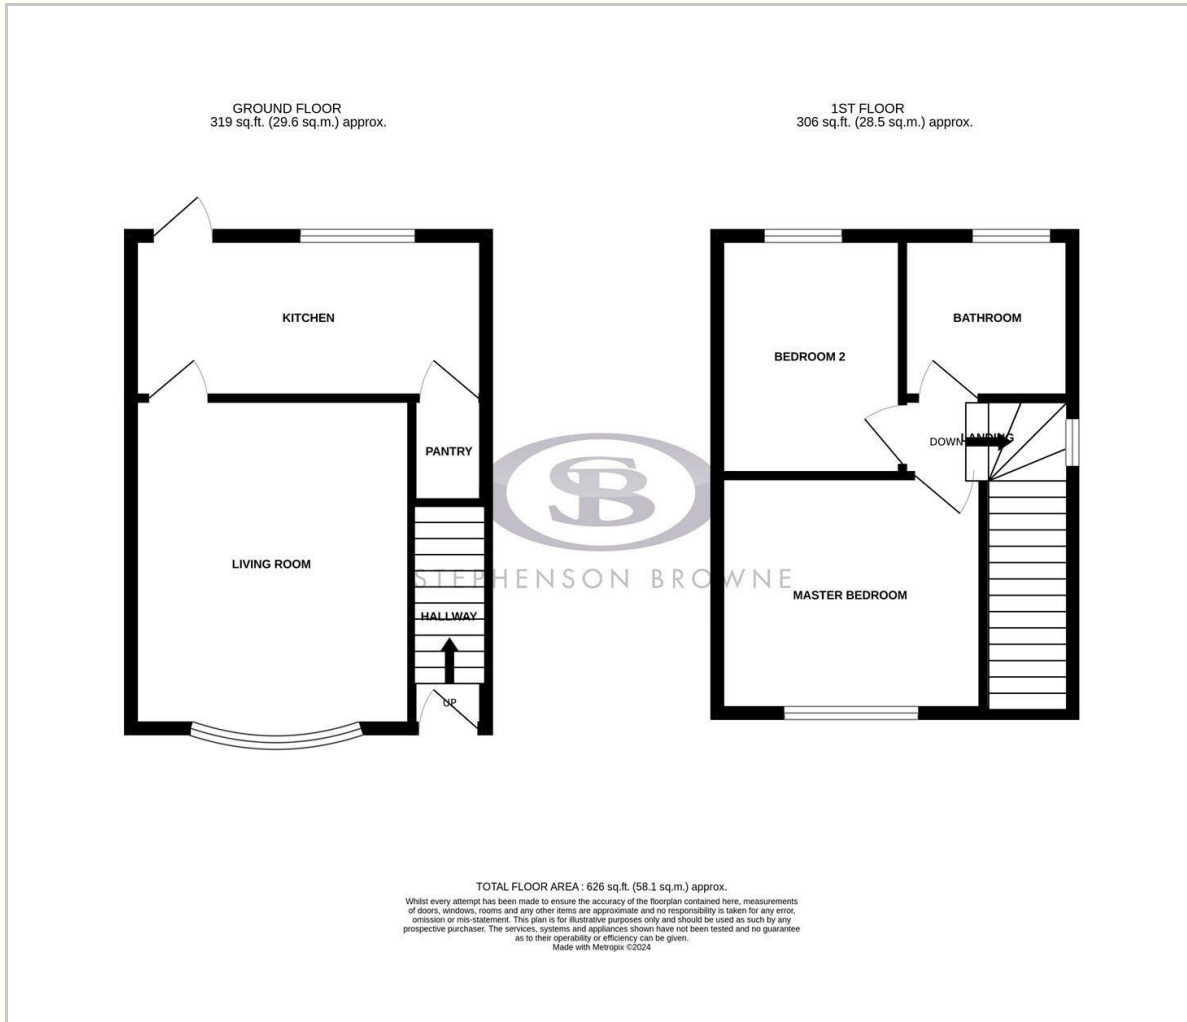 GROUND FLOOR
319 sq.ft. (29.6 sq.m.) approx.
1ST FLOOR
306 sq.ft. (28.5 sq.m.) approx.
KITCHEN
BATHROOM
BEDROOM 2
PANTRY
DOWN
LANDING
SB
LIVING ROOM
STEPHENSON BROWNE
MASTER BEDROOM
HALLWAY
UP
TOTAL FLOOR AREA : 626 sq.ft. (58.1 sq.m.) approx.
Whilst every attempt has been made to ensure the accuracy of the floorplan contained here, measurements
of doors, windows, rooms and any other items are approximate and no responsibility is taken for any error,
omission or mis-statement. This plan is for illustrative purposes only and should be used as such by any
prospective purchaser. The services, systems and appliances shown have not been tested and no guarantee
as to their operability or efficiency can be given.
Made with Metropix ©2024